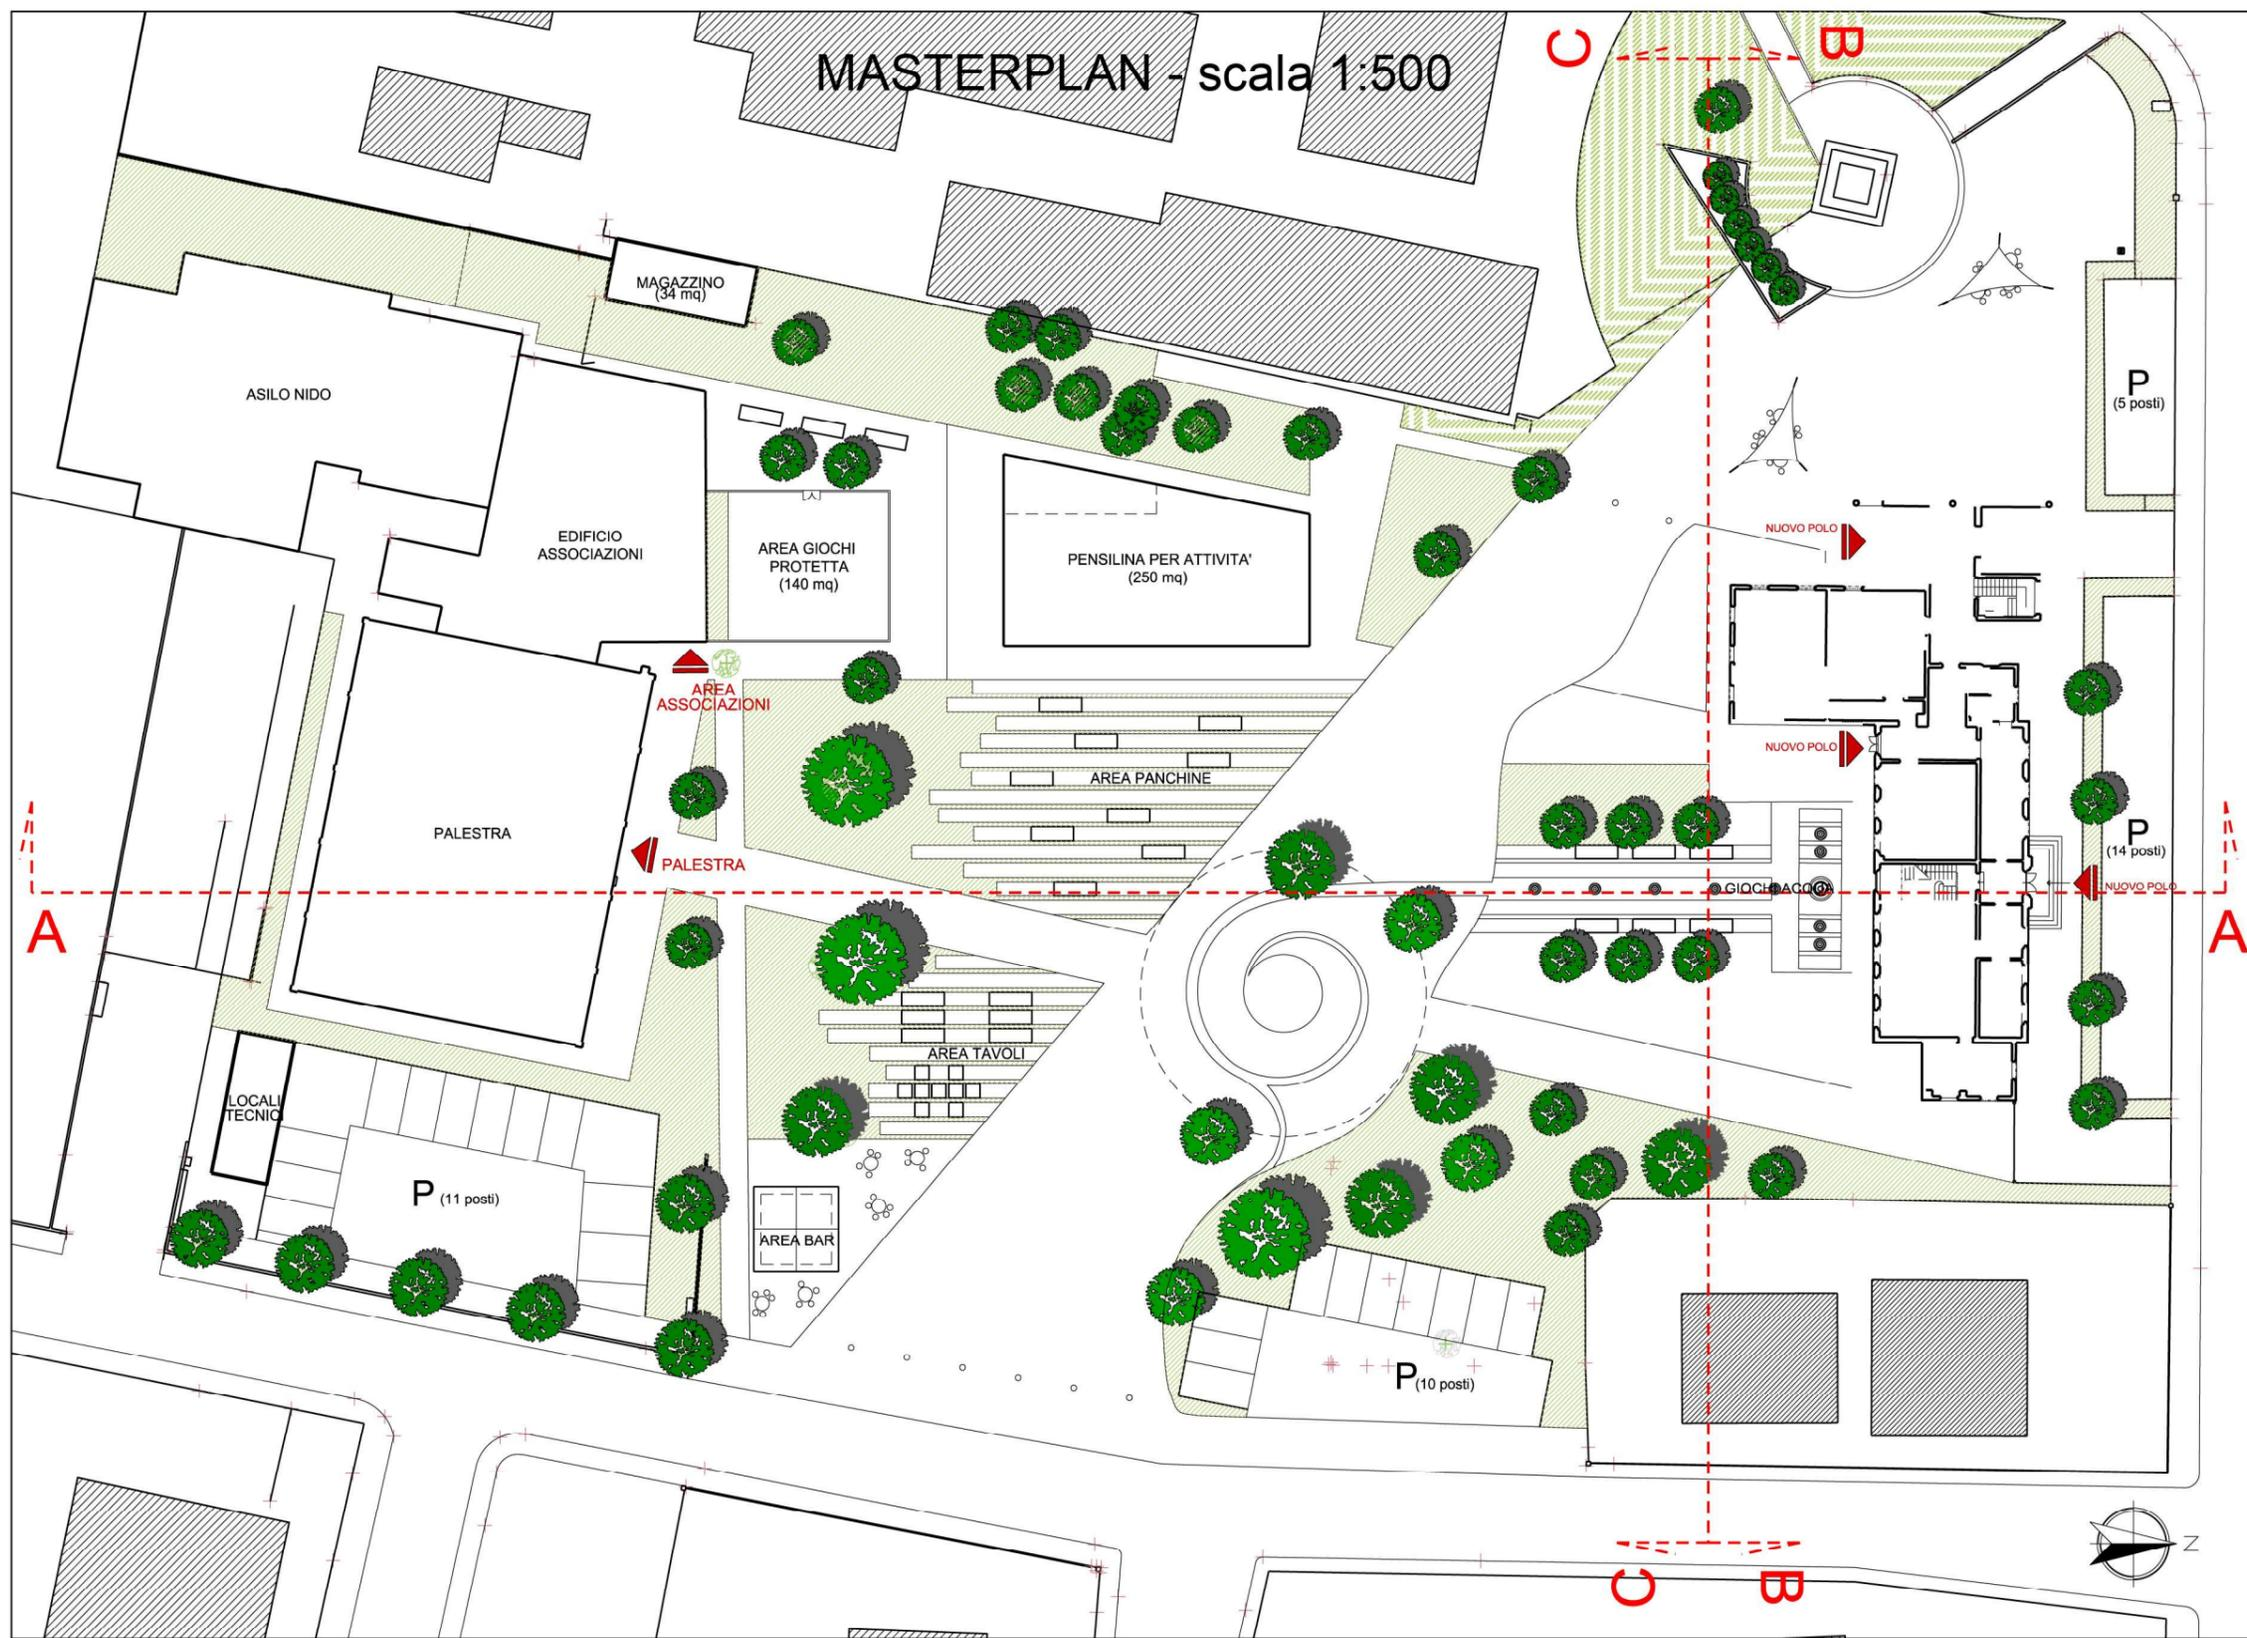 MASTERPLAN - scala 1:500
C
B
MAGAZZINO
(34 mq)
ASILO NIDO
P
(5 posti)
EDIFICIO
ASSOCIAZIONI
AREA GIOCHI
PROTETTA
(140 mq)
PENSILINA PER ATTIVITA'
(250 mq)
NUOVO POLO
AREA
ASSOCIAZIONI
NUOVO POLO
AREA PANCHINE
PALESTRA
PALESTRA
P
(14 posti)
GIOCHI ACQUA
NUOVO POLO
A
A
AREA TAVOLI
LOCALI
TECNICI
P (11 posti)
AREA BAR
P (10 posti)
N
C
B